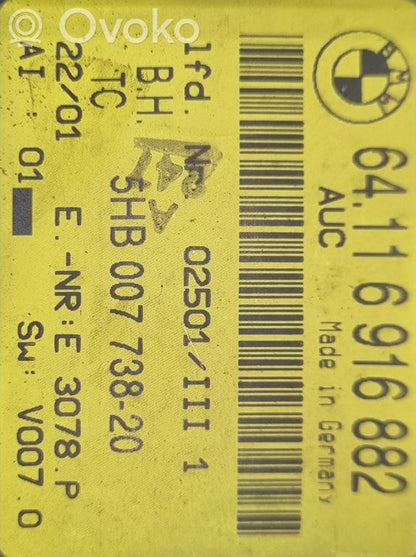 Ovoko
BMW
64.11 6 916 882
AUC
Made in Germany
lfd. Nr. 02501/III 1
B.H.
TC 5HB 007 738-20
22/01 E.-NR:E 3078.P
AI: 01 Sw: V007.0